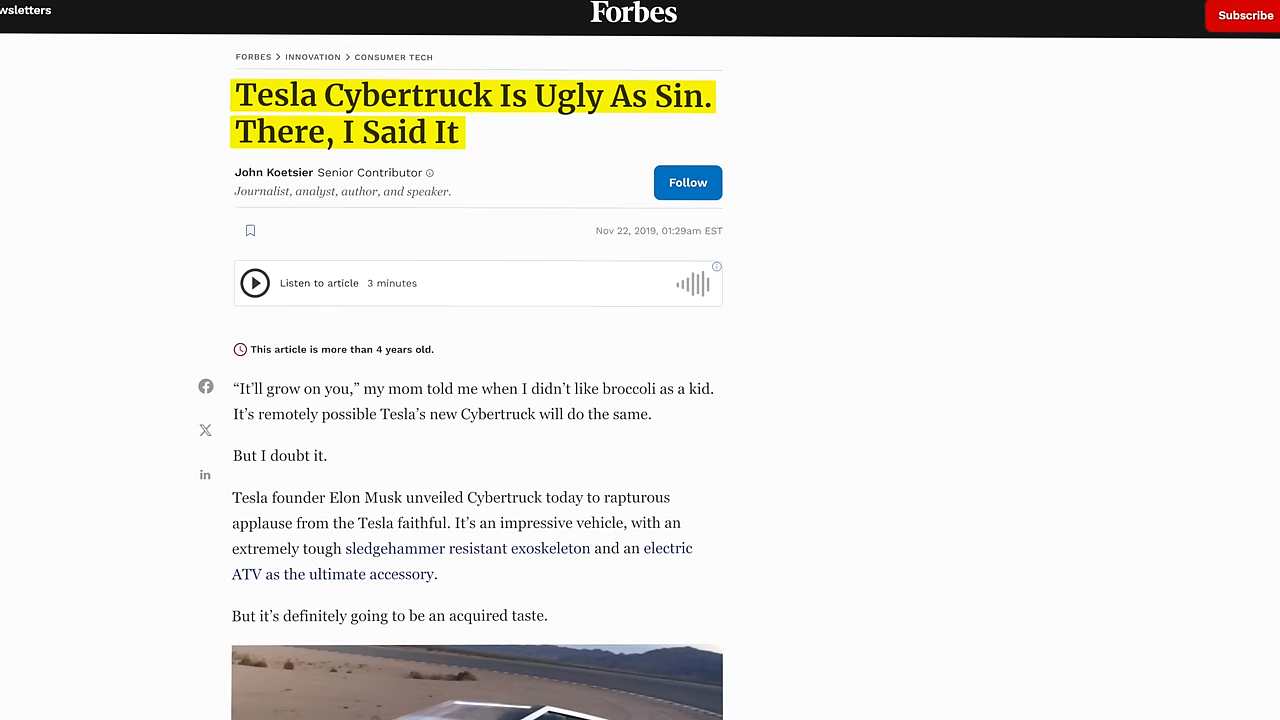 wsletters
Forbes
Subscribe
FORBES > INNOVATION > CONSUMER TECH
Tesla Cybertruck Is Ugly As Sin.
There, I Said It
John Koetsier Senior Contributor
Journalist, analyst, author, and speaker.
Follow
Nov 22, 2019, 01:29am EST
Listen to article 3 minutes
This article is more than 4 years old.
“It’ll grow on you,” my mom told me when I didn’t like broccoli as a kid.
It’s remotely possible Tesla’s new Cybertruck will do the same.
But I doubt it.
Tesla founder Elon Musk unveiled Cybertruck today to rapturous
applause from the Tesla faithful. It’s an impressive vehicle, with an
extremely tough sledgehammer resistant exoskeleton and an electric
ATV as the ultimate accessory.
But it’s definitely going to be an acquired taste.